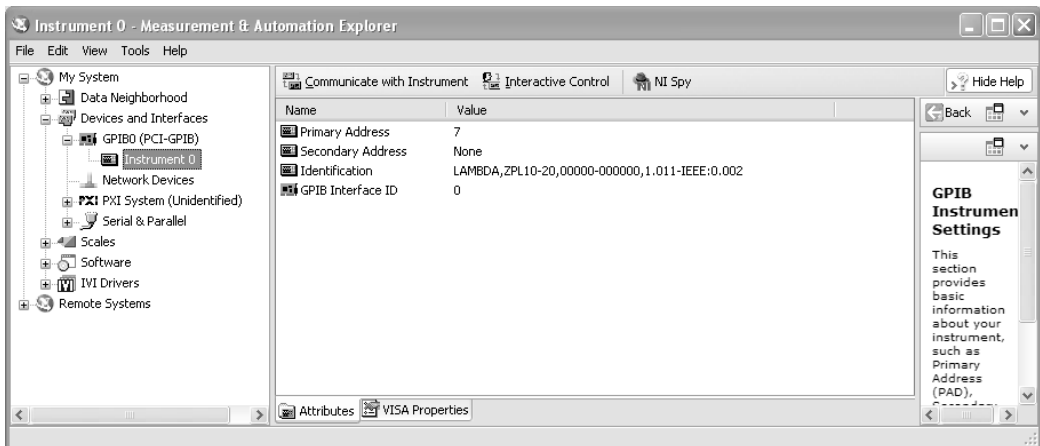 Instrument 0 - Measurement & Automation Explorer
File Edit View Tools Help
My System
Data Neighborhood
Devices and Interfaces
GPIB0 (PCI-GPIB)
Instrument 0
Network Devices
PXI PXI System (Unidentified)
Serial & Parallel
Scales
Software
IVI Drivers
Remote Systems
Communicate with Instrument Interactive Control NI Spy
Name Value
Primary Address 7
Secondary Address None
Identification LAMBDA,ZPL10-20,00000-000000,1.011-IEEE:0.002
GPIB Interface ID 0
Attributes VISA Properties
Hide Help
Back
GPIB
Instrumen
Settings
This
section
provides
basic
information
about your
instrument,
such as
Primary
Address
(PAD),